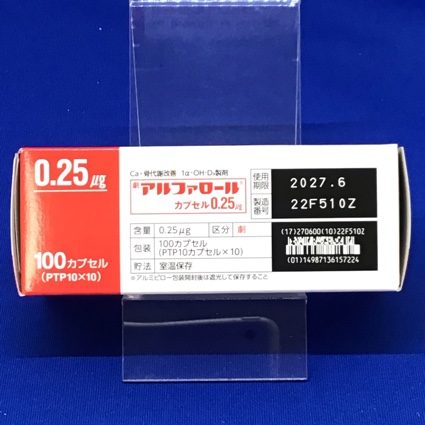 0.25μg
100カプセル
(PTP10×10)
Ca・骨代謝改善 1α-OH-D₃製剤
劇 アルファロール®
カプセル0.25μg
含量 0.25μg 区分 劇
包装 100カプセル
(PTP10カプセル×10)
貯法 室温保存
※アルミピロー包装開封後は遮光して保存すること
使用期限 2027.6
製造番号 22F510Z
(17)270600(10)22F510Z
(01)14987136157224